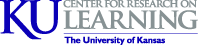 KU CENTER FOR RESEARCH ON
LEARNING
The University of Kansas